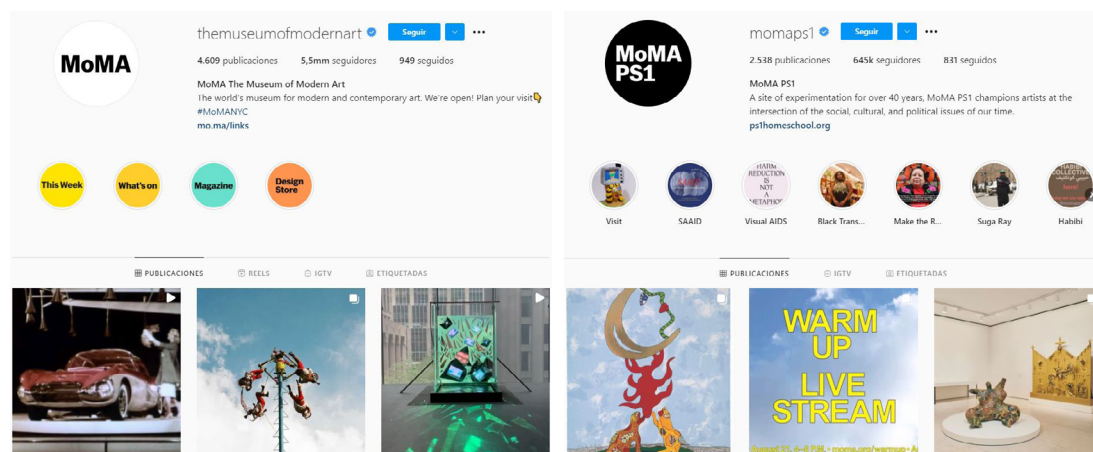 MoMA
themuseumofmodernart
Seguir
4.609 publicaciones 5,5mm seguidores 949 seguidos
MoMA The Museum of Modern Art
The world's museum for modern and contemporary art. We're open! Plan your visit👇
#MoMANYC
mo.ma/links
This Week
What's on
Magazine
Design
Store
PUBLICACIONES REELS IGTV ETIQUETADAS
MoMA
PS1
momaps1
Seguir
2.538 publicaciones 645k seguidores 831 seguidos
MoMA PS1
A site of experimentation for over 40 years, MoMA PS1 champions artists at the
intersection of the social, cultural, and political issues of our time.
ps1homeschool.org
HARM
REDUCTION
IS
NOT
A
METAPHOR
HABIBI
COLLECTIVE
Visit SAAID Visual AIDS Black Trans... Make the R... Suga Ray Habibi
PUBLICACIONES IGTV ETIQUETADAS
WARM
UP
LIVE
STREAM